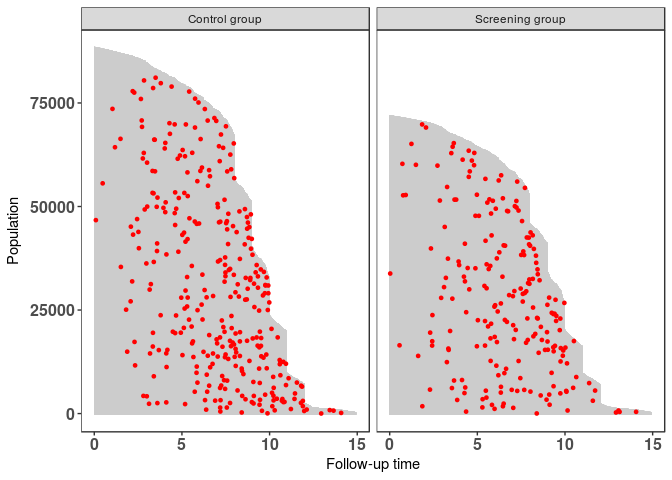 Control group
Screening group
Population
75000
50000
25000
0
0 5 10 15
0 5 10 15
Follow-up time